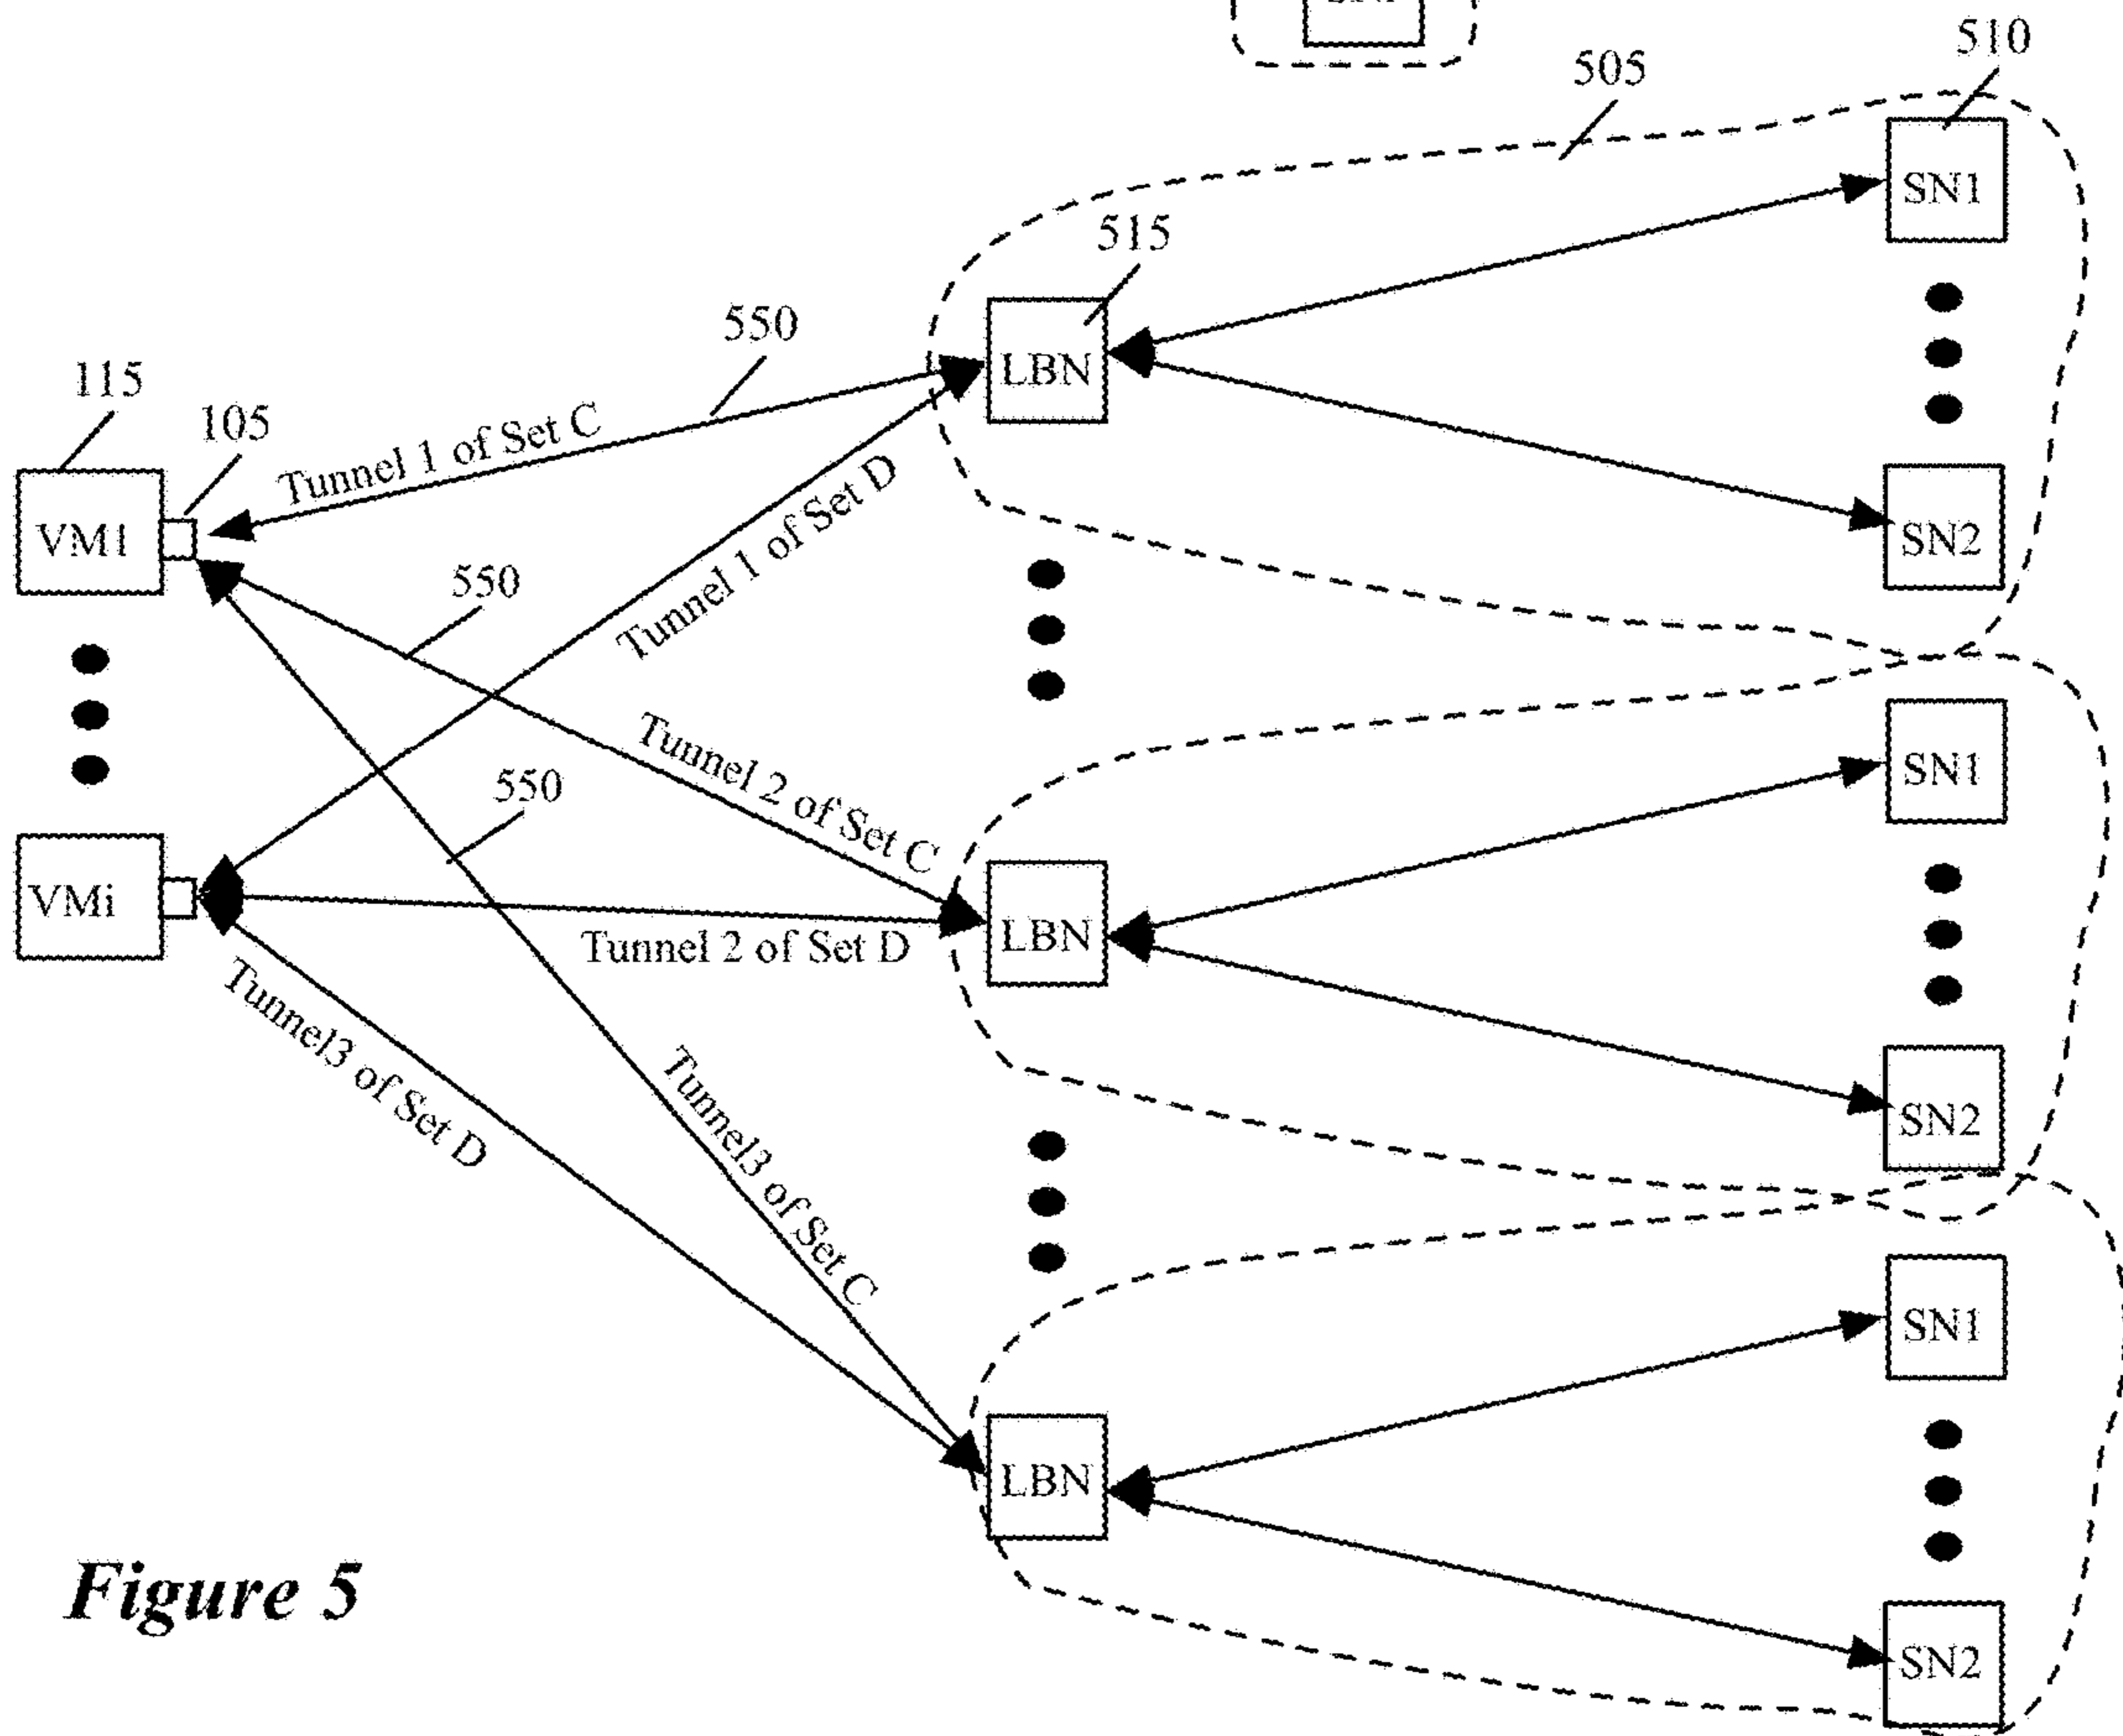 510
505
SN1
515
550
LBN
115
105
Tunnel 1 of Set C
Tunnel 1 of Set D
VM1
SN2
550
Tunnel 2 of Set C
SN1
550
VMi
LBN
Tunnel 2 of Set D
Tunnel3 of Set D
Tunnel3 of Set C
SN2
SN1
LBN
Figure 5
SN2